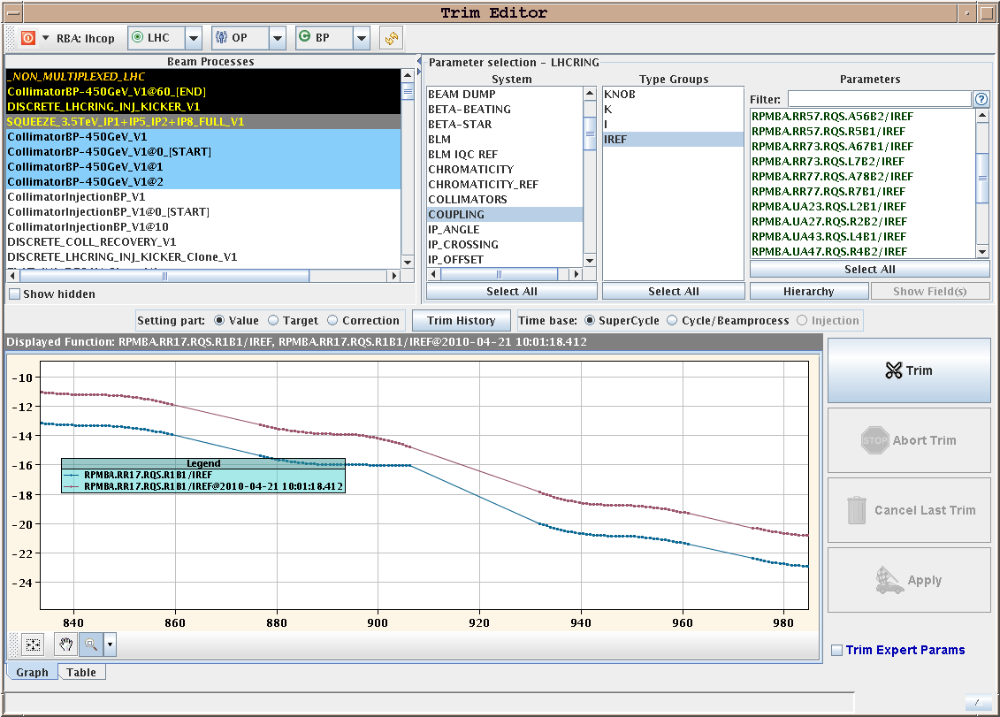 Trim Editor
RBA: lhcop
LHC
OP
BP
Beam Processes
_NON_MULTIPLEXED_LHC
CollimatorBP-450GeV_V1@60_[END]
DISCRETE_LHCRING_INJ_KICKER_V1
SQUEEZE_3.5TeV_IP1+IP5_IP2+IP8_FULL_V1
CollimatorBP-450GeV_V1
CollimatorBP-450GeV_V1@0_[START]
CollimatorBP-450GeV_V1@1
CollimatorBP-450GeV_V1@2
CollimatorInjectionBP_V1
CollimatorInjectionBP_V1@0_[START]
CollimatorInjectionBP_V1@10
DISCRETE_COLL_RECOVERY_V1
DISCRETE_LHCRING_INJ_KICKER_Clone_V1
Show hidden
Parameter selection - LHCRING
System
BEAM DUMP
BETA-BEATING
BETA-STAR
BLM
BLM IQC REF
CHROMATICITY
CHROMATICITY_REF
COLLIMATORS
COUPLING
IP_ANGLE
IP_CROSSING
IP_OFFSET
Select All
Type Groups
KNOB
K
I
IREF
Select All
Parameters
Filter:
?
RPMBA.RR57.RQS.A56B2/IREF
RPMBA.RR57.RQS.R5B1/IREF
RPMBA.RR73.RQS.A67B1/IREF
RPMBA.RR73.RQS.L7B2/IREF
RPMBA.RR77.RQS.A78B2/IREF
RPMBA.RR77.RQS.R7B1/IREF
RPMBA.UA23.RQS.L2B1/IREF
RPMBA.UA27.RQS.R2B2/IREF
RPMBA.UA43.RQS.L4B1/IREF
RPMBA.UA47.RQS.R4B2/IREF
Select All
Hierarchy
Show Field(s)
Setting part: Value Target Correction
Trim History
Time base: SuperCycle Cycle/Beamprocess Injection
Displayed Function: RPMBA.RR17.RQS.R1B1/IREF, RPMBA.RR17.RQS.R1B1/IREF@2010-04-21 10:01:18.412
-10
-12
-14
-16
-18
-20
-22
-24
Legend
RPMBA.RR17.RQS.R1B1/IREF
RPMBA.RR17.RQS.R1B1/IREF@2010-04-21 10:01:18.412
840 860 880 900 920 940 960 980
Trim
STOP
Abort Trim
Cancel Last Trim
Apply
Trim Expert Params
Graph
Table